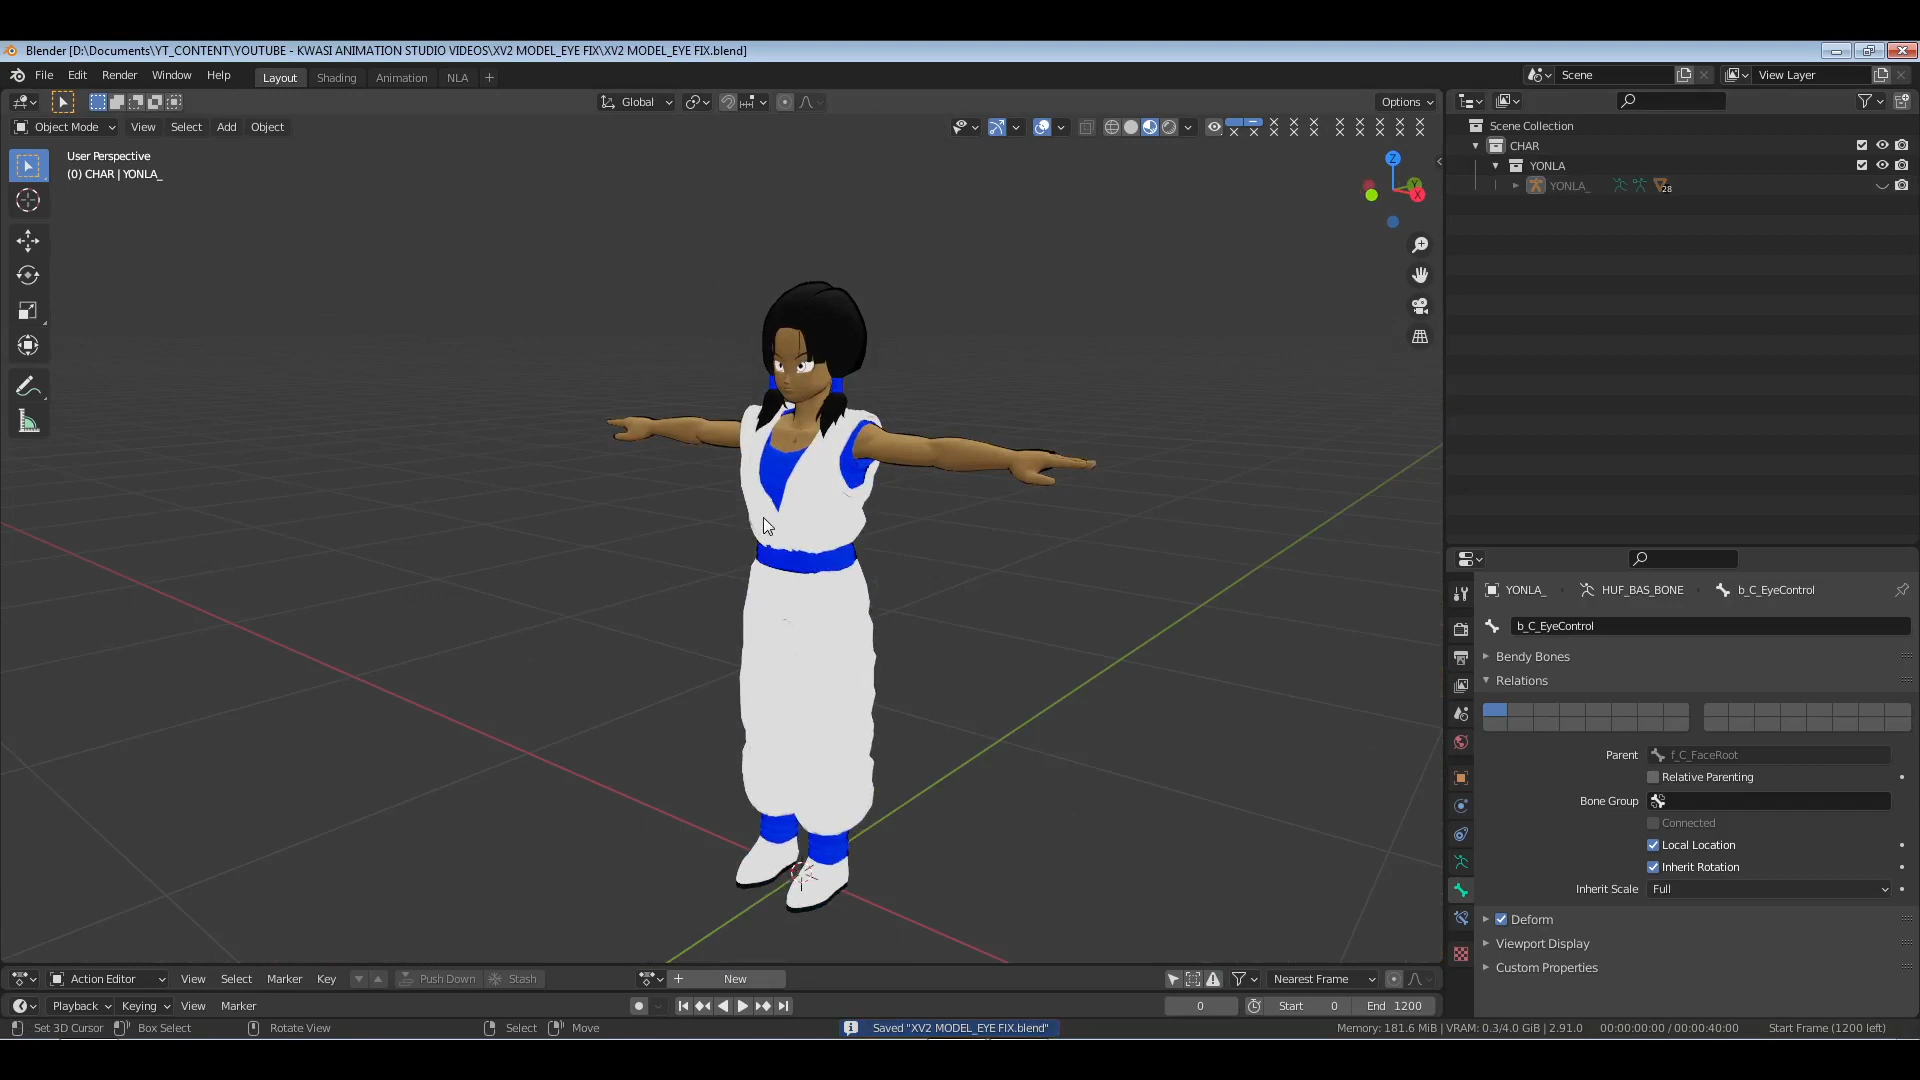 Blender [D:\Documents\YT_CONTENT\YOUTUBE - KWASI ANIMATION STUDIO VIDEOS\XV2 MODEL_EYE FIX\XV2 MODEL_EYE FIX.blend]
File Edit Render Window Help Layout Shading Animation NLA + Scene View Layer
Global Options
Object Mode View Select Add Object
User Perspective
(0) CHAR | YONLA_
Z
Y
X
Scene Collection
CHAR
YONLA
YONLA_ 28
YONLA_ HUF_BAS_BONE b_C_EyeControl
b_C_EyeControl
Bendy Bones
Relations
Parent f_C_FaceRoot
Relative Parenting
Bone Group
Connected
Local Location
Inherit Rotation
Inherit Scale Full
Deform
Viewport Display
Custom Properties
Action Editor View Select Marker Key Push Down Stash + New Nearest Frame
Playback Keying View Marker 0 Start 0 End 1200
Set 3D Cursor Box Select Rotate View Select Move Saved "XV2 MODEL_EYE FIX.blend" Memory: 181.6 MiB | VRAM: 0.3/4.0 GiB | 2.91.0 00:00:00:00 / 00:00:40:00 Start Frame (1200 left)